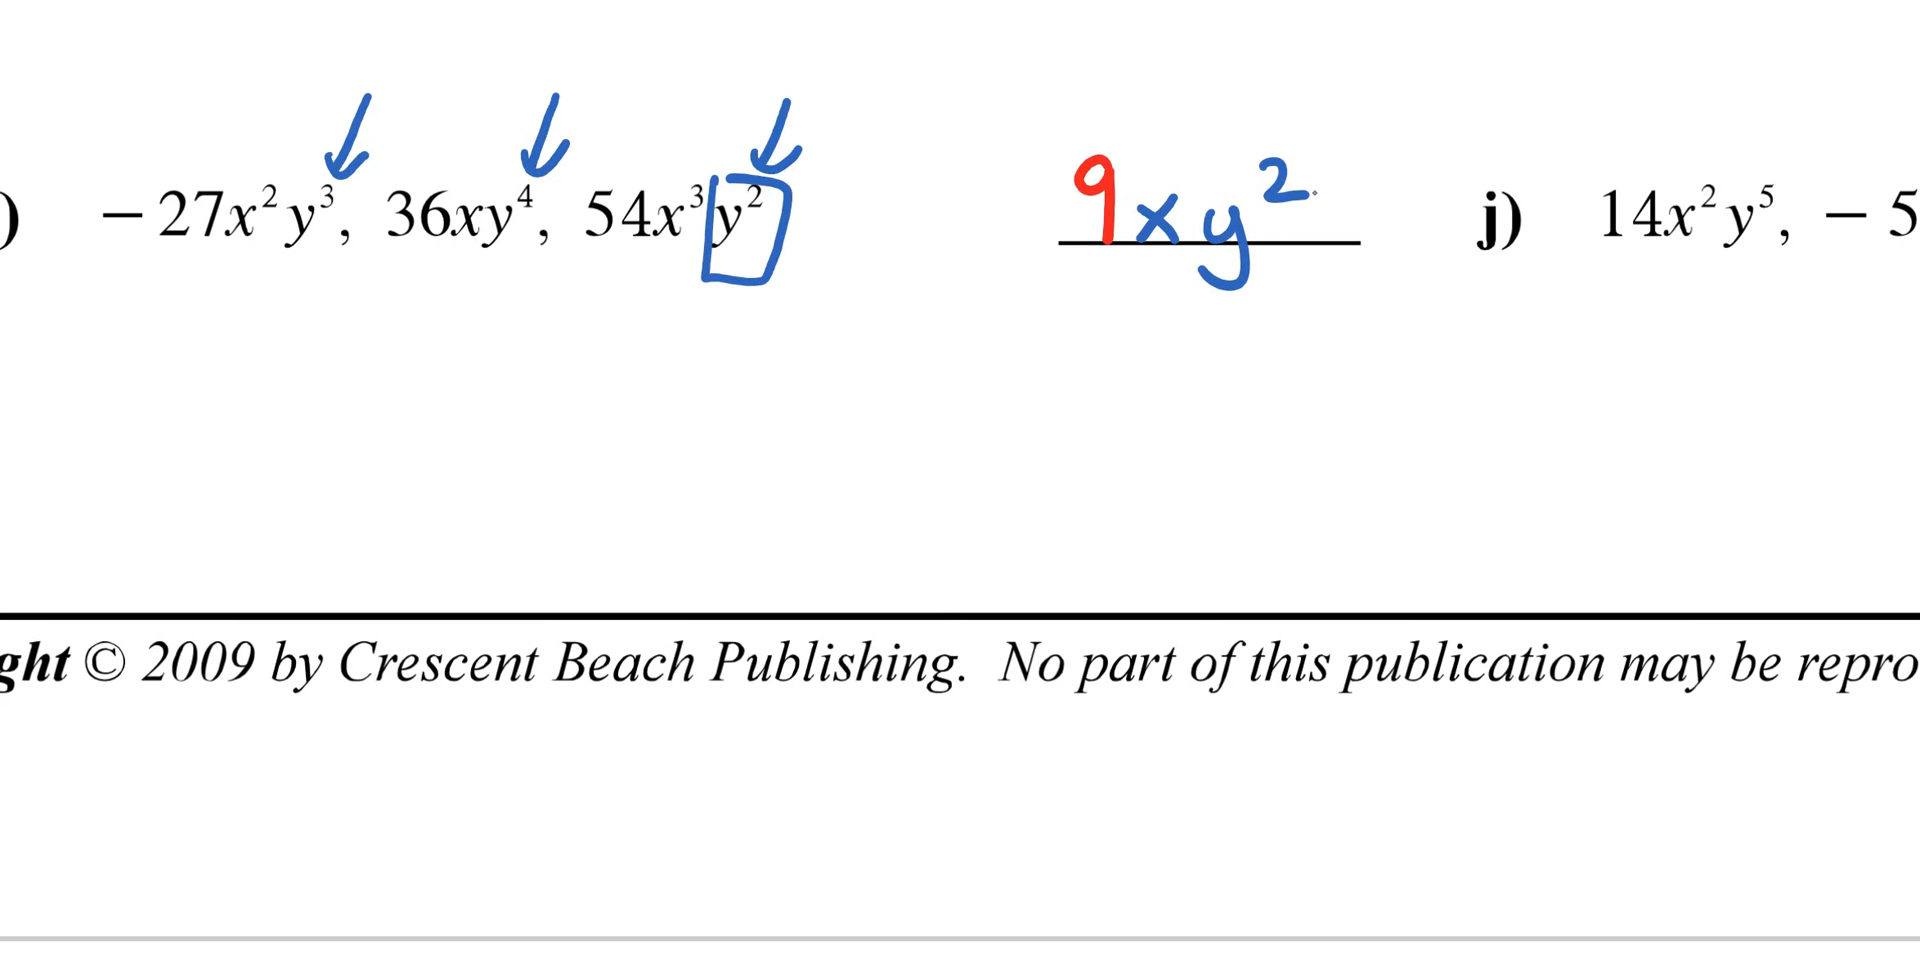 ) − 27x²y³, 36xy⁴, 54x³y² 9xy² j) 14x²y⁵, − 5
ght © 2009 by Crescent Beach Publishing. No part of this publication may be repro